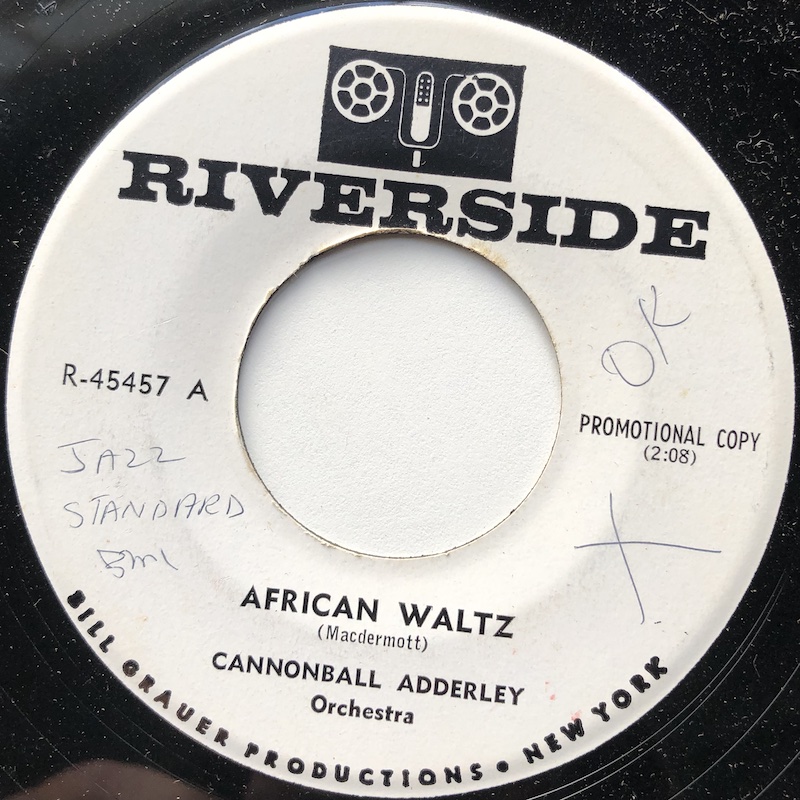 RIVERSIDE
OK
R-45457 A
PROMOTIONAL COPY
(2:08)
JAZZ
STANDARD
BMI
AFRICAN WALTZ
(Macdermott)
CANNONBALL ADDERLEY
Orchestra
BILL GRAUER PRODUCTIONS • NEW YORK